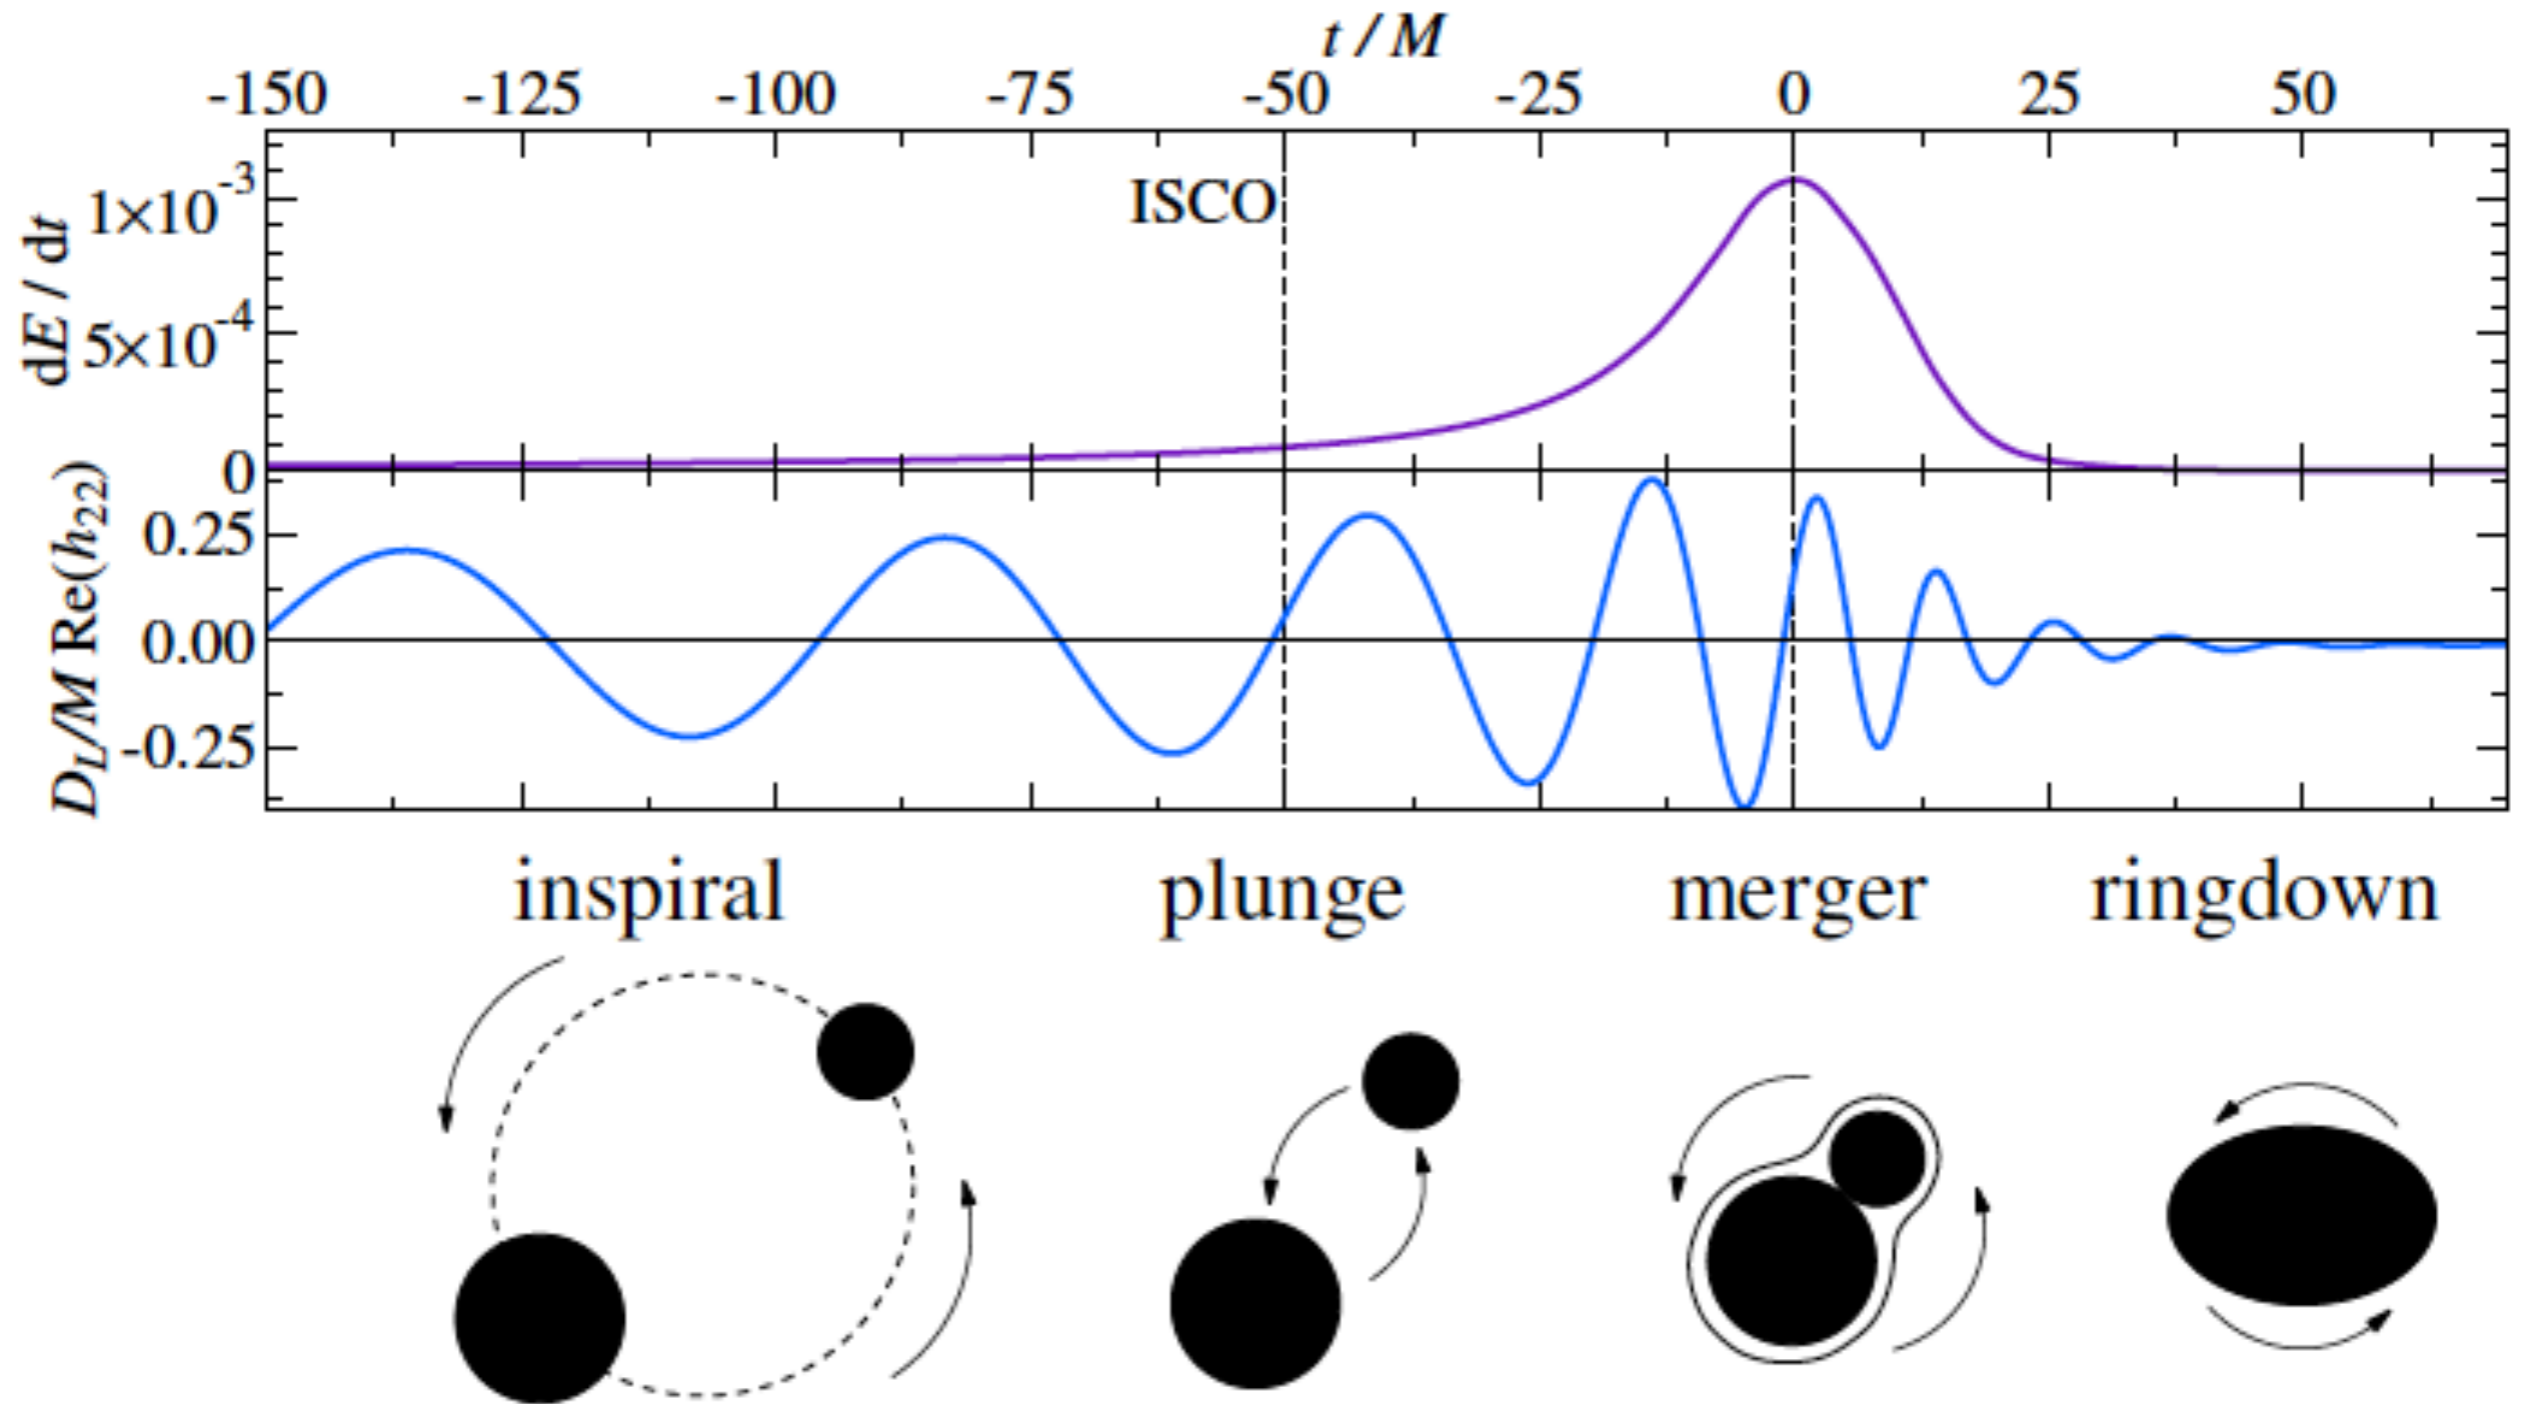 t / M
-150 -125 -100 -75 -50 -25 0 25 50
dE / dt
1×10⁻³
5×10⁻⁴
0
ISCO
D_L/M Re(h₂₂)
0.25
0.00
-0.25
inspiral plunge merger ringdown